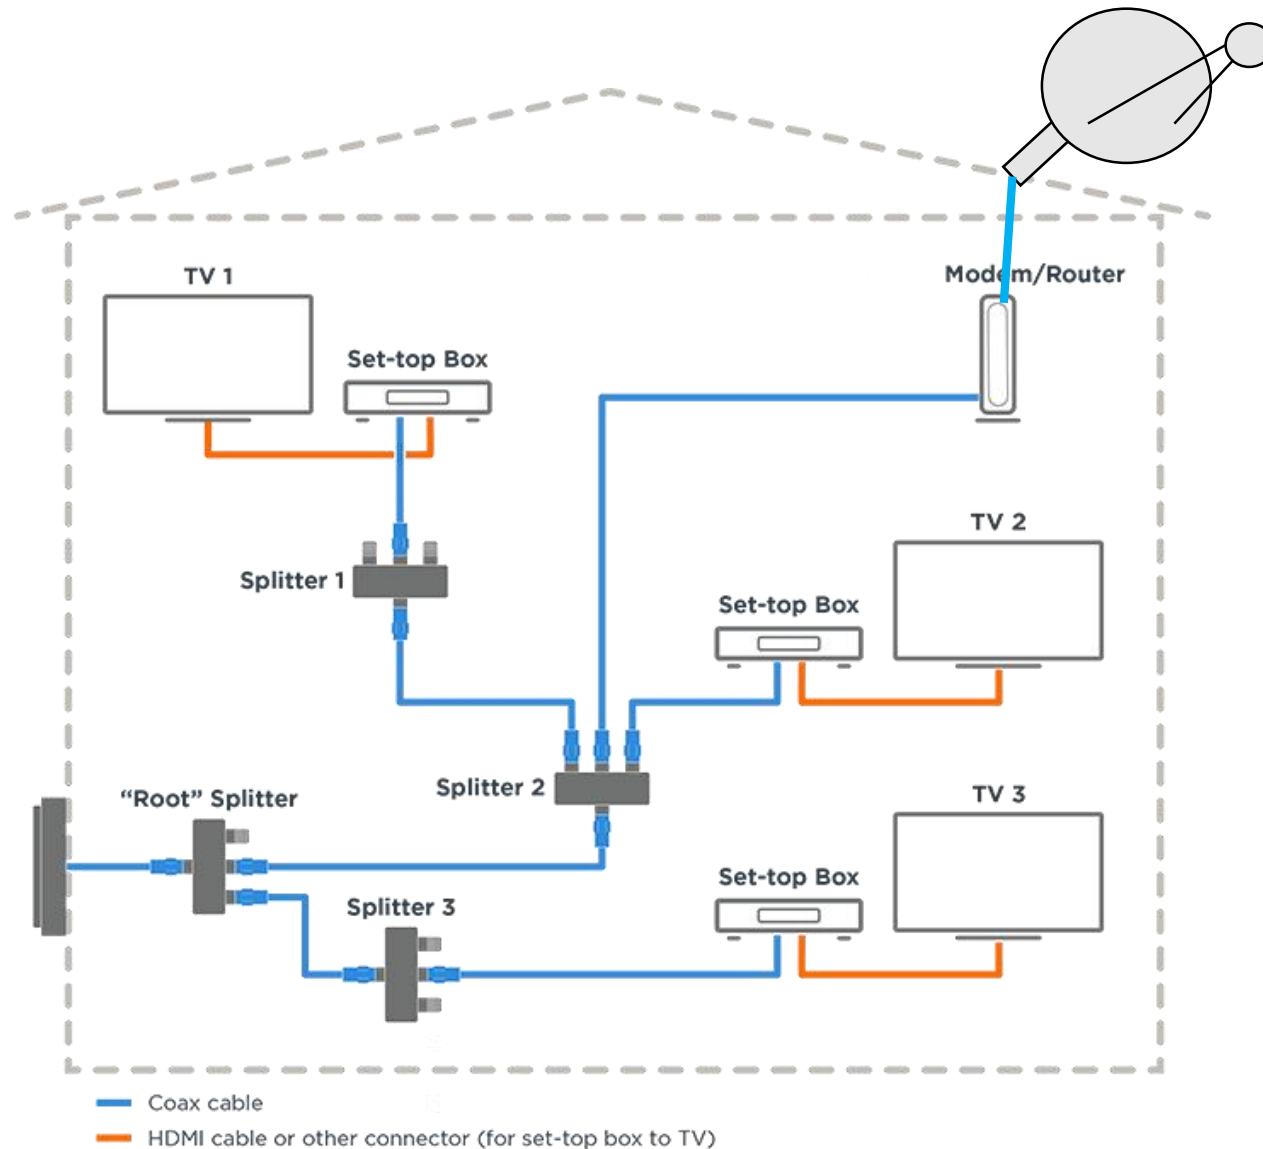 TV 1
Modem/Router
Set-top Box
TV 2
Splitter 1
Set-top Box
Splitter 2
"Root" Splitter
TV 3
Set-top Box
Splitter 3
Coax cable
HDMI cable or other connector (for set-top box to TV)